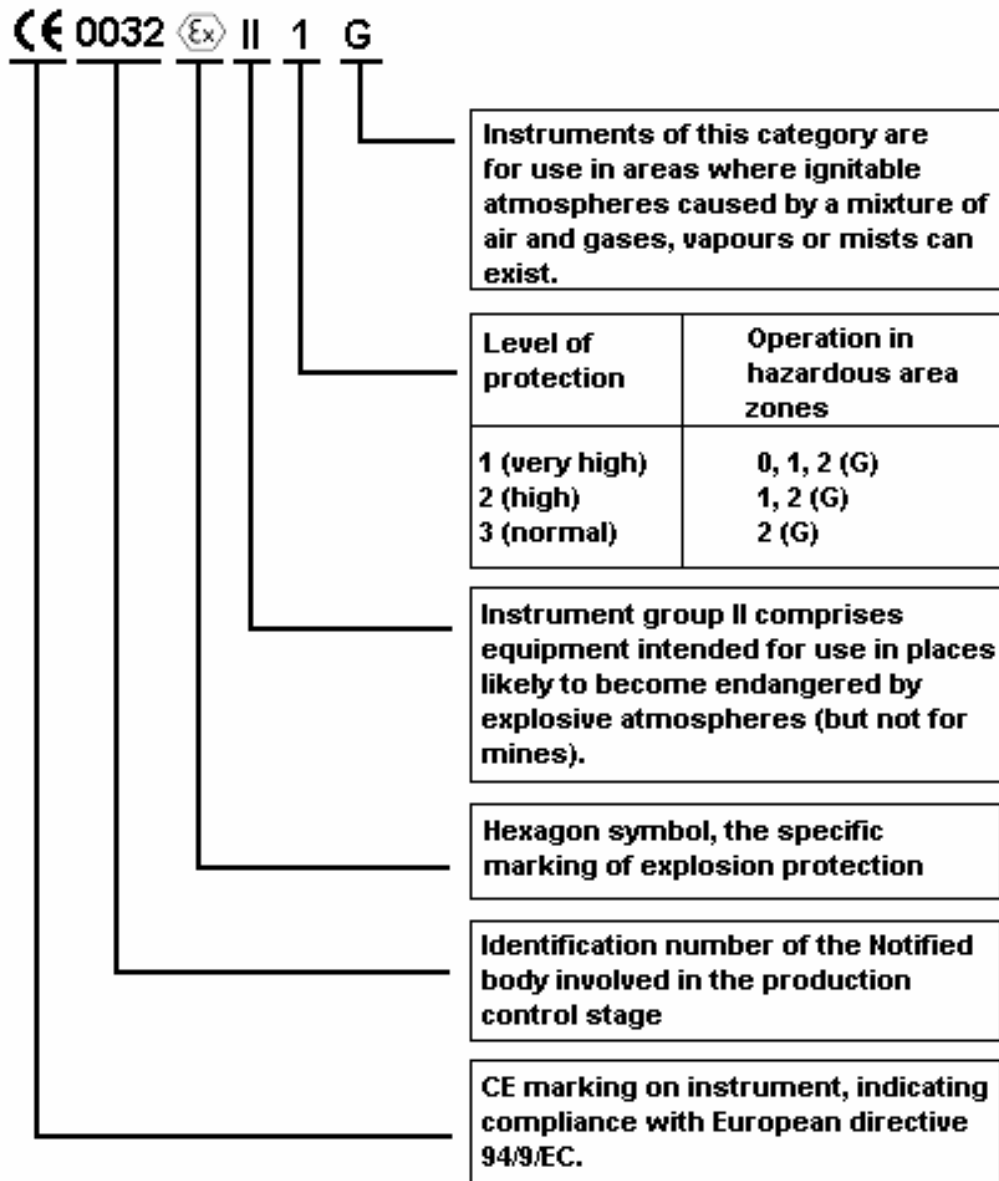 CE 0032 Ex II 1 G
Instruments of this category are
for use in areas where ignitable
atmospheres caused by a mixture of
air and gases, vapours or mists can
exist.
Level of
protection
Operation in
hazardous area
zones
1 (very high) 0, 1, 2 (G)
2 (high) 1, 2 (G)
3 (normal) 2 (G)
Instrument group II comprises
equipment intended for use in places
likely to become endangered by
explosive atmospheres (but not for
mines).
Hexagon symbol, the specific
marking of explosion protection
Identification number of the Notified
body involved in the production
control stage
CE marking on instrument, indicating
compliance with European directive
94/9/EC.